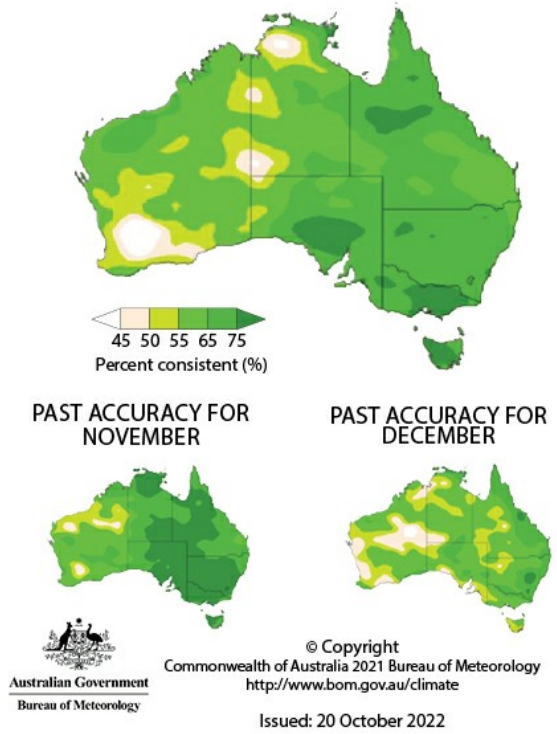 45 50 55 65 75
Percent consistent (%)
PAST ACCURACY FOR
NOVEMBER
PAST ACCURACY FOR
DECEMBER
Australian Government
Bureau of Meteorology
© Copyright
Commonwealth of Australia 2021 Bureau of Meteorology
http://www.bom.gov.au/climate
Issued: 20 October 2022